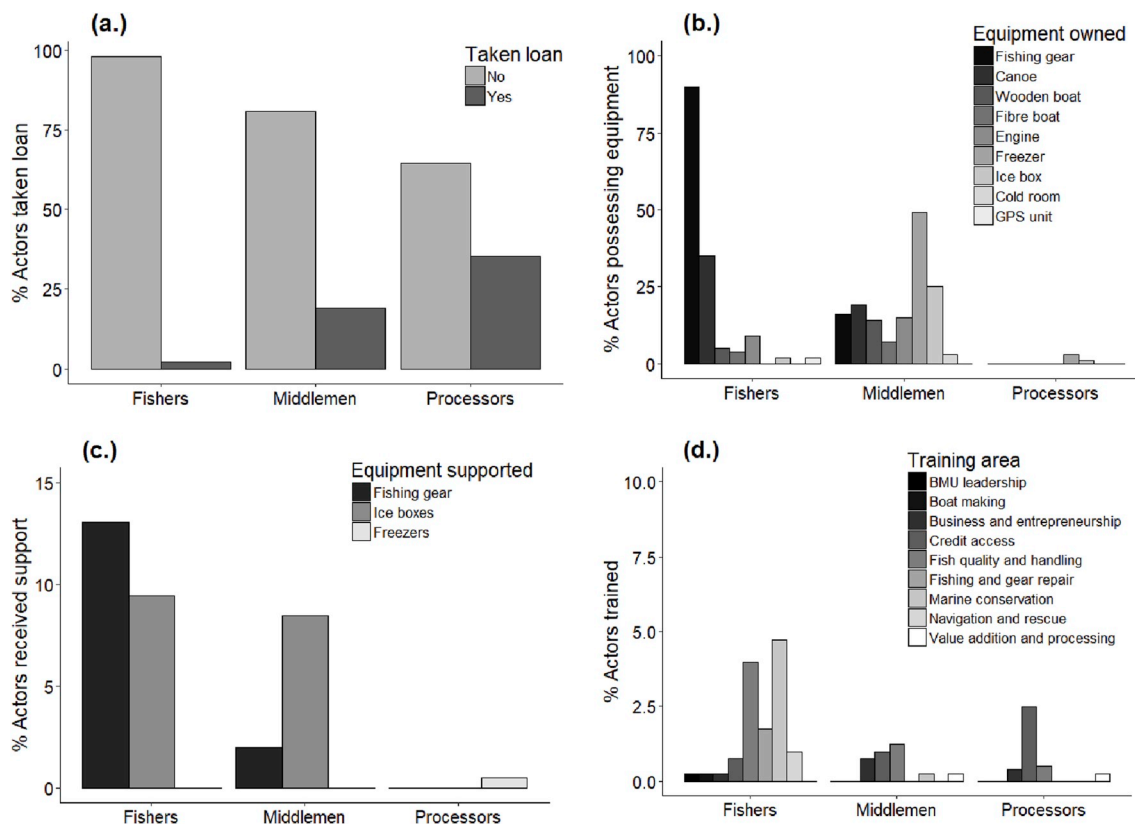 (a.)
Taken loan
No
Yes
% Actors taken loan
100
75
50
25
0
Fishers Middlemen Processors
(b.)
Equipment owned
Fishing gear
Canoe
Wooden boat
Fibre boat
Engine
Freezer
Ice box
Cold room
GPS unit
% Actors possessing equipment
100
75
50
25
0
Fishers Middlemen Processors
(c.)
Equipment supported
Fishing gear
Ice boxes
Freezers
% Actors received support
15
10
5
0
Fishers Middlemen Processors
(d.)
Training area
BMU leadership
Boat making
Business and entrepreneurship
Credit access
Fish quality and handling
Fishing and gear repair
Marine conservation
Navigation and rescue
Value addition and processing
% Actors trained
10.0
7.5
5.0
2.5
0.0
Fishers Middlemen Processors